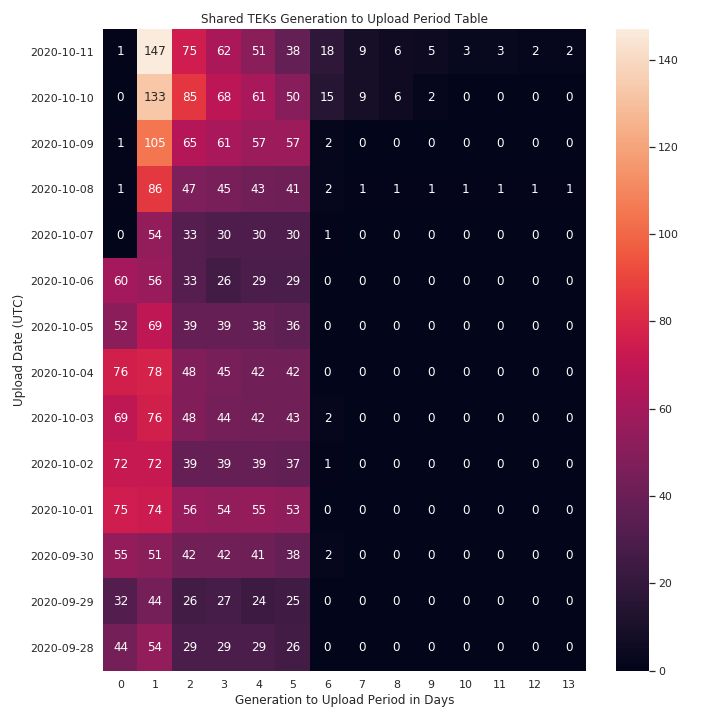 Shared TEKs Generation to Upload Period Table
2020-10-11 1 147 75 62 51 38 18 9 6 5 3 3 2 2
2020-10-10 0 133 85 68 61 50 15 9 6 2 0 0 0 0
2020-10-09 1 105 65 61 57 57 2 0 0 0 0 0 0 0
2020-10-08 1 86 47 45 43 41 2 1 1 1 1 1 1 1
2020-10-07 0 54 33 30 30 30 1 0 0 0 0 0 0 0
2020-10-06 60 56 33 26 29 29 0 0 0 0 0 0 0 0
2020-10-05 52 69 39 39 38 36 0 0 0 0 0 0 0 0
2020-10-04 76 78 48 45 42 42 0 0 0 0 0 0 0 0
2020-10-03 69 76 48 44 42 43 2 0 0 0 0 0 0 0
2020-10-02 72 72 39 39 39 37 1 0 0 0 0 0 0 0
2020-10-01 75 74 56 54 55 53 0 0 0 0 0 0 0 0
2020-09-30 55 51 42 42 41 38 2 0 0 0 0 0 0 0
2020-09-29 32 44 26 27 24 25 0 0 0 0 0 0 0 0
2020-09-28 44 54 29 29 29 26 0 0 0 0 0 0 0 0
0 1 2 3 4 5 6 7 8 9 10 11 12 13
Generation to Upload Period in Days
Upload Date (UTC)
140
120
100
80
60
40
20
0